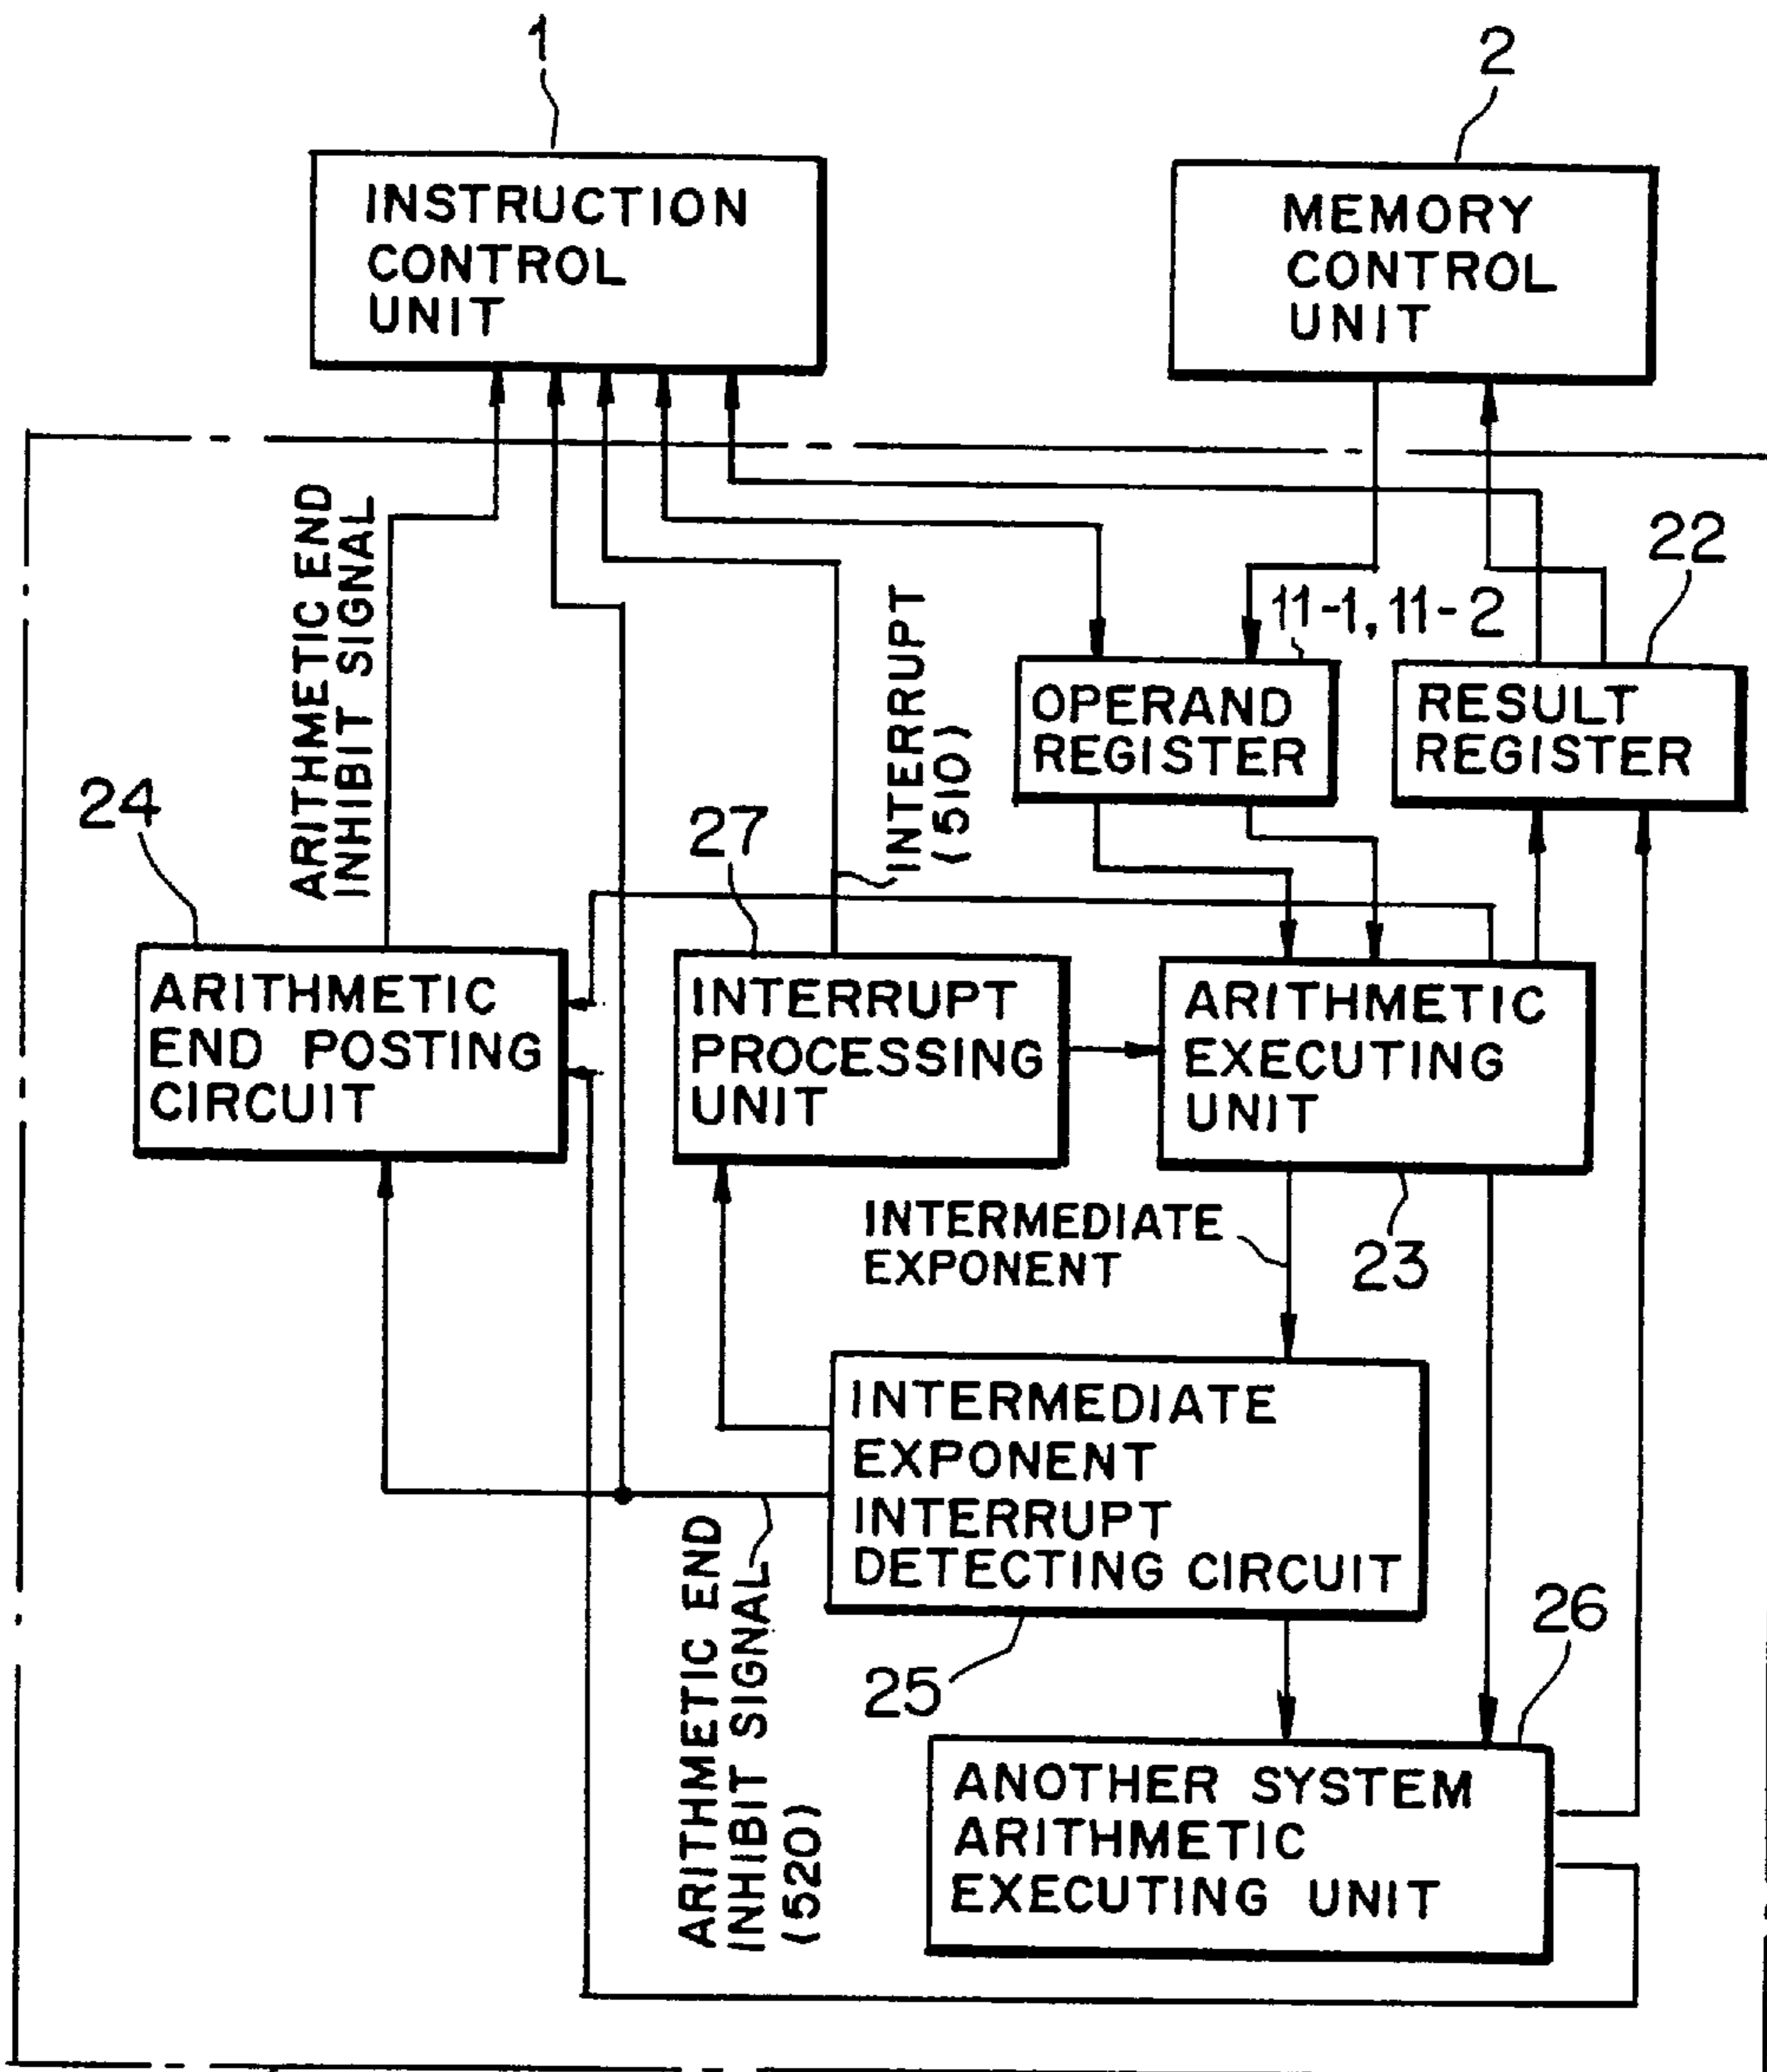 1
2
INSTRUCTION
CONTROL
UNIT
MEMORY
CONTROL
UNIT
ARITHMETIC END
INHIBIT SIGNAL
INTERRUPT
(510)
11-1, 11-2
22
OPERAND
REGISTER
RESULT
REGISTER
24
27
ARITHMETIC
END POSTING
CIRCUIT
INTERRUPT
PROCESSING
UNIT
ARITHMETIC
EXECUTING
UNIT
INTERMEDIATE
EXPONENT
23
INTERMEDIATE
EXPONENT
INTERRUPT
DETECTING CIRCUIT
ARITHMETIC END
INHIBIT SIGNAL
(520)
25
26
ANOTHER SYSTEM
ARITHMETIC
EXECUTING UNIT